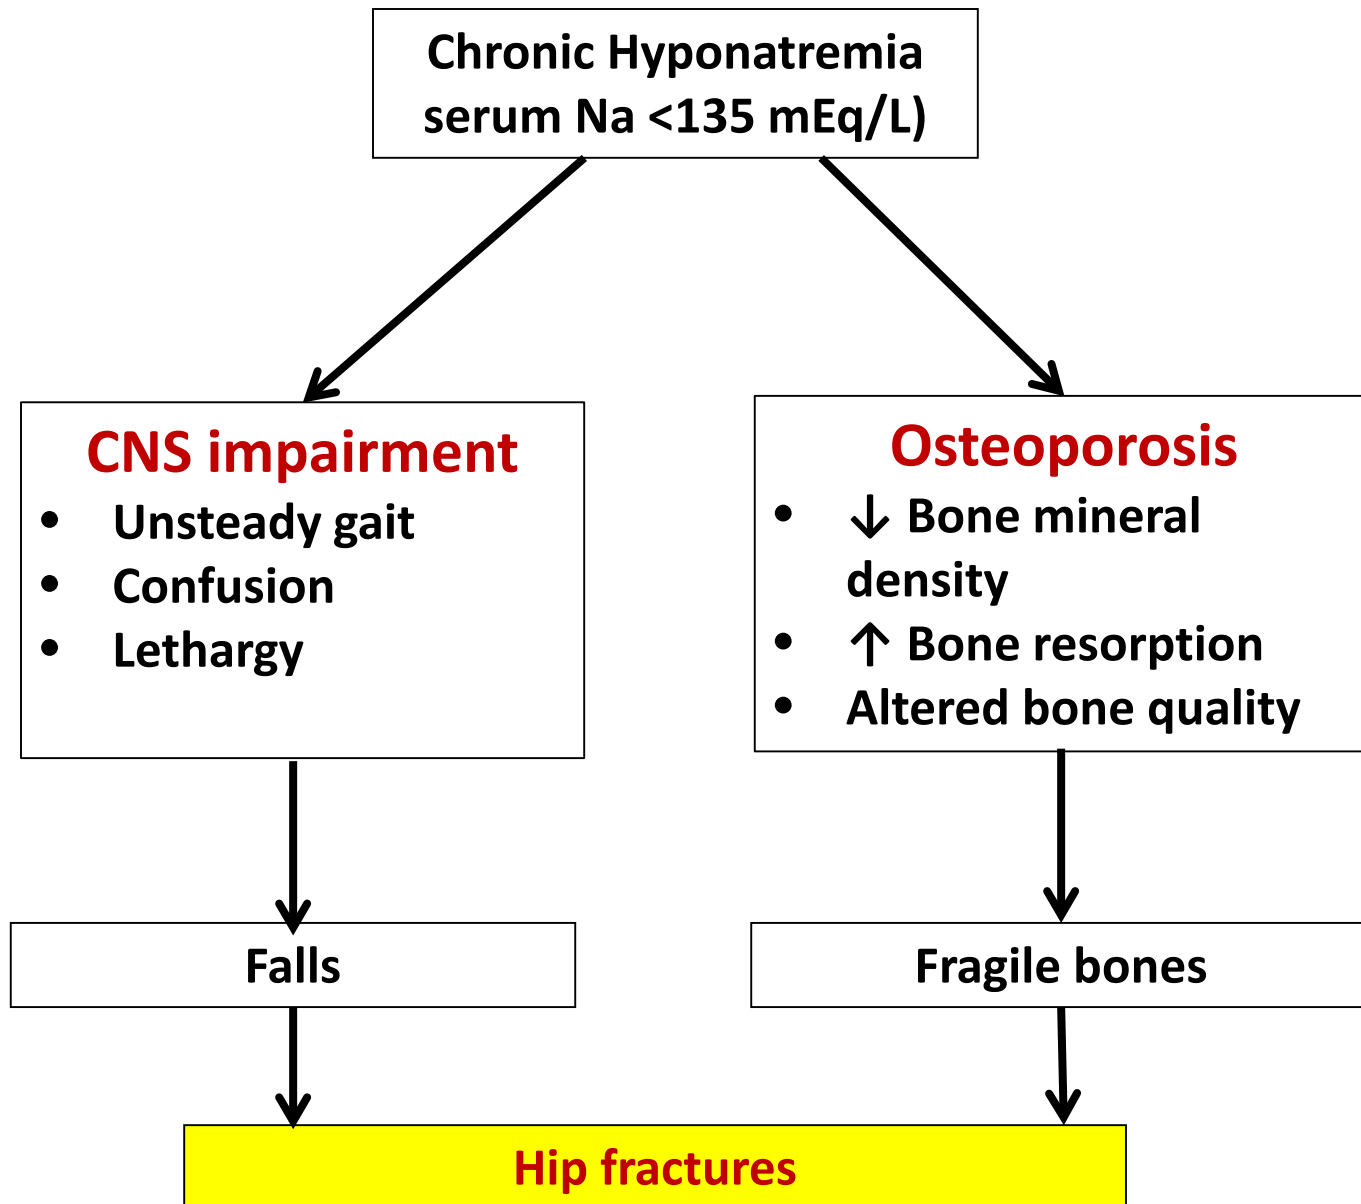 Chronic Hyponatremia
serum Na <135 mEq/L)
CNS impairment
• Unsteady gait
• Confusion
• Lethargy
Osteoporosis
• ↓ Bone mineral
density
• ↑ Bone resorption
• Altered bone quality
Falls
Fragile bones
Hip fractures